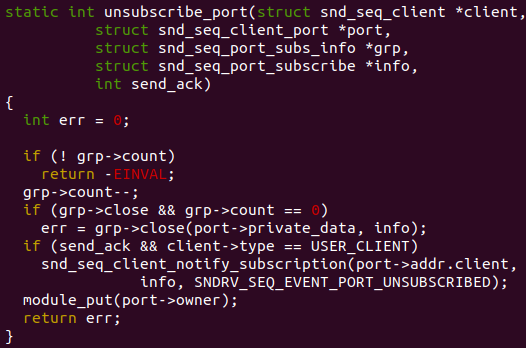 static int unsubscribe_port(struct snd_seq_client *client,
struct snd_seq_client_port *port,
struct snd_seq_port_subs_info *grp,
struct snd_seq_port_subscribe *info,
int send_ack)
{
int err = 0;
if (! grp->count)
return -EINVAL;
grp->count--;
if (grp->close && grp->count == 0)
err = grp->close(port->private_data, info);
if (send_ack && client->type == USER_CLIENT)
snd_seq_client_notify_subscription(port->addr.client,
info, SNDRV_SEQ_EVENT_PORT_UNSUBSCRIBED);
module_put(port->owner);
return err;
}